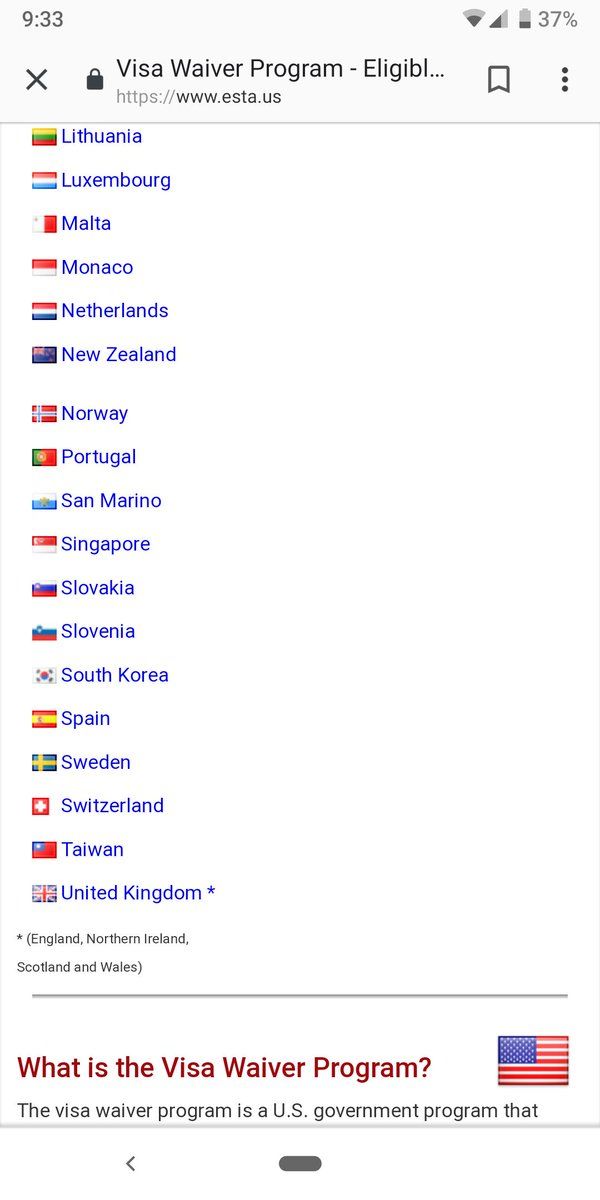 9:33
37%
Visa Waiver Program - Eligibl...
https://www.esta.us
Lithuania
Luxembourg
Malta
Monaco
Netherlands
New Zealand
Norway
Portugal
San Marino
Singapore
Slovakia
Slovenia
South Korea
Spain
Sweden
Switzerland
Taiwan
United Kingdom *
* (England, Northern Ireland,
Scotland and Wales)
What is the Visa Waiver Program?
The visa waiver program is a U.S. government program that